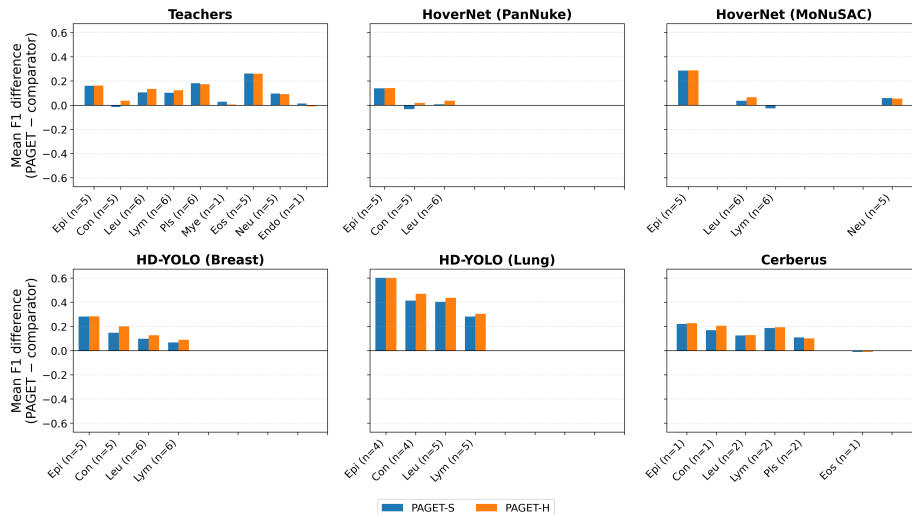 Teachers
HoverNet (PanNuke)
HoverNet (MoNuSAC)
Mean F1 difference
(PAGET − comparator)
0.6
0.4
0.2
0.0
−0.2
−0.4
−0.6
Epi (n=5)
Con (n=5)
Leu (n=6)
Lym (n=6)
Pls (n=6)
Mye (n=1)
Eos (n=5)
Neu (n=5)
Endo (n=1)
Epi (n=5)
Con (n=5)
Leu (n=6)
Epi (n=5)
Leu (n=6)
Lym (n=6)
Neu (n=5)
HD-YOLO (Breast)
HD-YOLO (Lung)
Cerberus
Mean F1 difference
(PAGET − comparator)
0.6
0.4
0.2
0.0
−0.2
−0.4
−0.6
Epi (n=5)
Con (n=5)
Leu (n=6)
Lym (n=6)
Epi (n=4)
Con (n=4)
Leu (n=5)
Lym (n=5)
Epi (n=1)
Con (n=1)
Leu (n=2)
Lym (n=2)
Pls (n=2)
Eos (n=1)
PAGET-S
PAGET-H